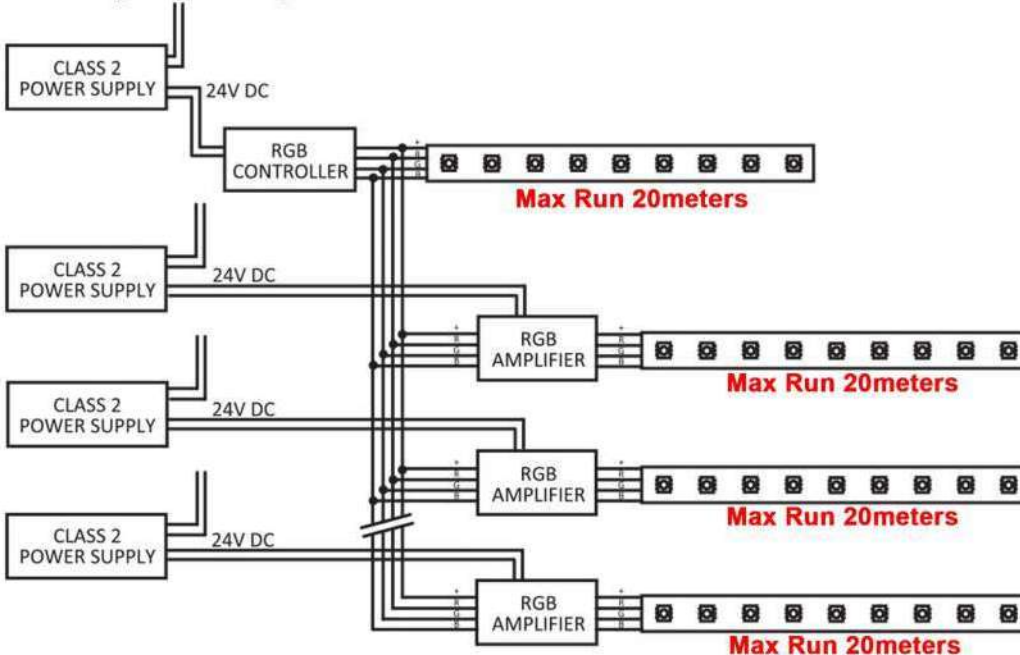 CLASS 2
POWER SUPPLY
24V DC
RGB
CONTROLLER
+
R
G
B
Max Run 20meters
CLASS 2
POWER SUPPLY
24V DC
+
R
G
B
RGB
AMPLIFIER
+
R
G
B
Max Run 20meters
CLASS 2
POWER SUPPLY
24V DC
+
R
G
B
RGB
AMPLIFIER
+
R
G
B
Max Run 20meters
CLASS 2
POWER SUPPLY
24V DC
+
R
G
B
RGB
AMPLIFIER
+
R
G
B
Max Run 20meters